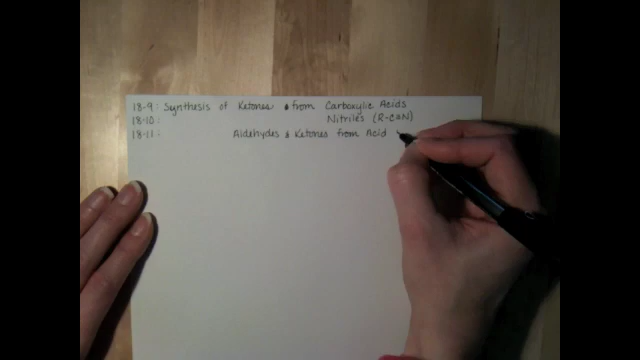 18-9: Synthesis of Ketones from Carboxylic Acids
18-10: Nitriles (R-C≡N)
18-11: Aldehydes & Ketones from Acid